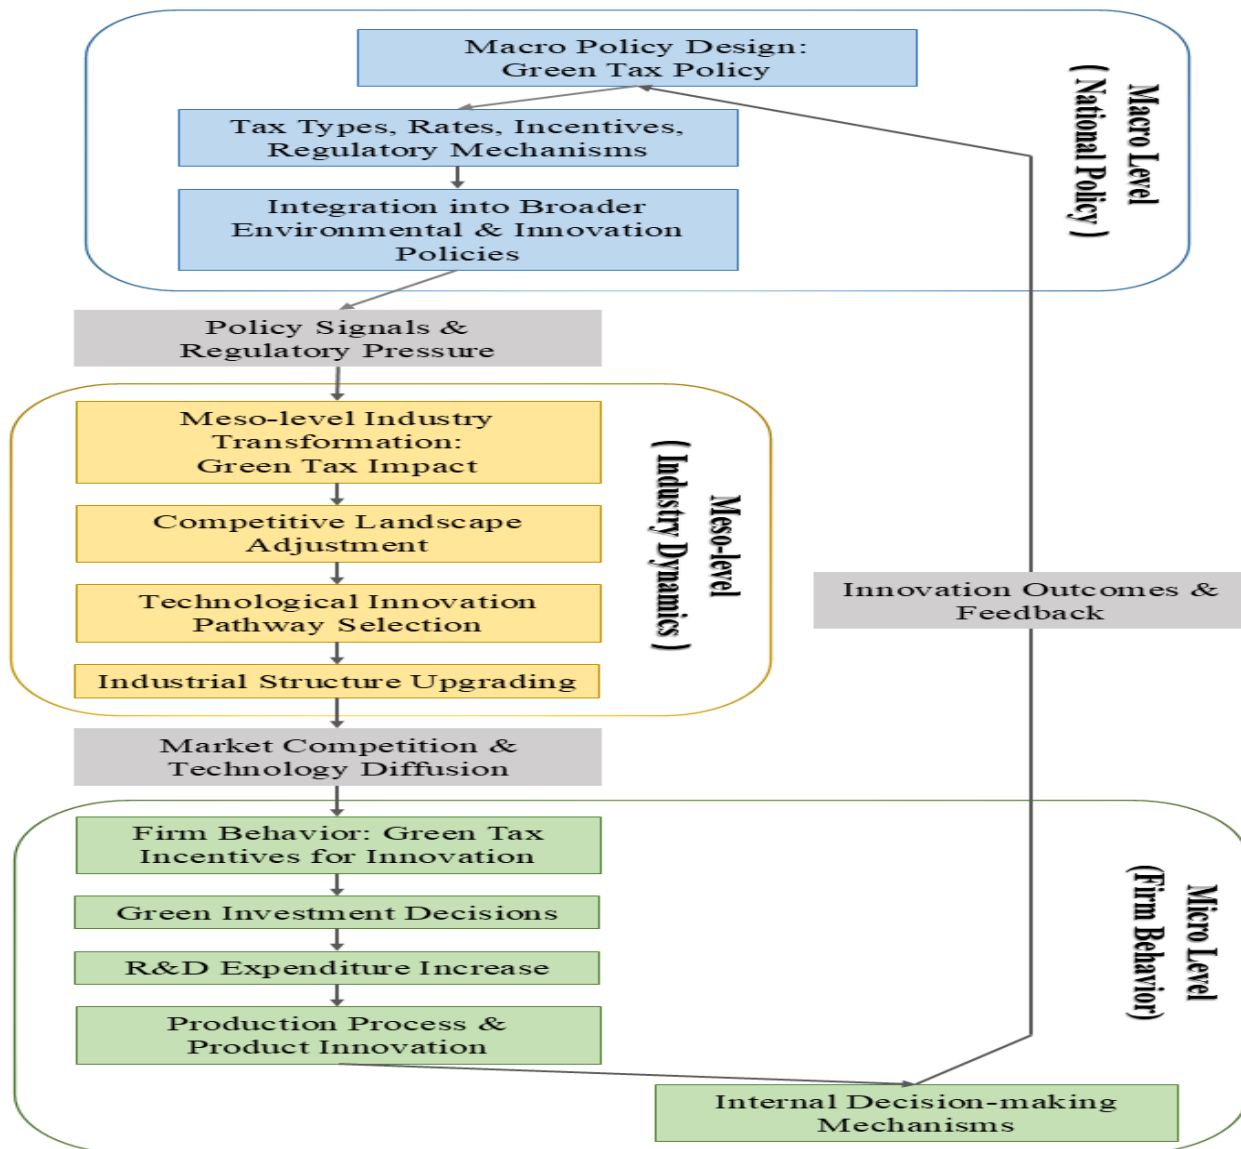 Macro Policy Design:
Green Tax Policy
Tax Types, Rates, Incentives,
Regulatory Mechanisms
Integration into Broader
Environmental & Innovation
Policies
Macro Level
( National Policy )
Policy Signals &
Regulatory Pressure
Meso-level Industry
Transformation:
Green Tax Impact
Competitive Landscape
Adjustment
Technological Innovation
Pathway Selection
Industrial Structure Upgrading
Meso-level
( Industry Dynamics )
Innovation Outcomes &
Feedback
Market Competition &
Technology Diffusion
Firm Behavior: Green Tax
Incentives for Innovation
Green Investment Decisions
R&D Expenditure Increase
Production Process &
Product Innovation
Internal Decision-making
Mechanisms
Micro Level
(Firm Behavior)